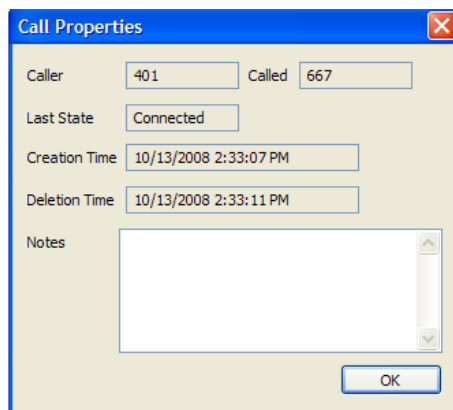 Call Properties
Caller 401 Called 667
Last State Connected
Creation Time 10/13/2008 2:33:07 PM
Deletion Time 10/13/2008 2:33:11 PM
Notes
OK